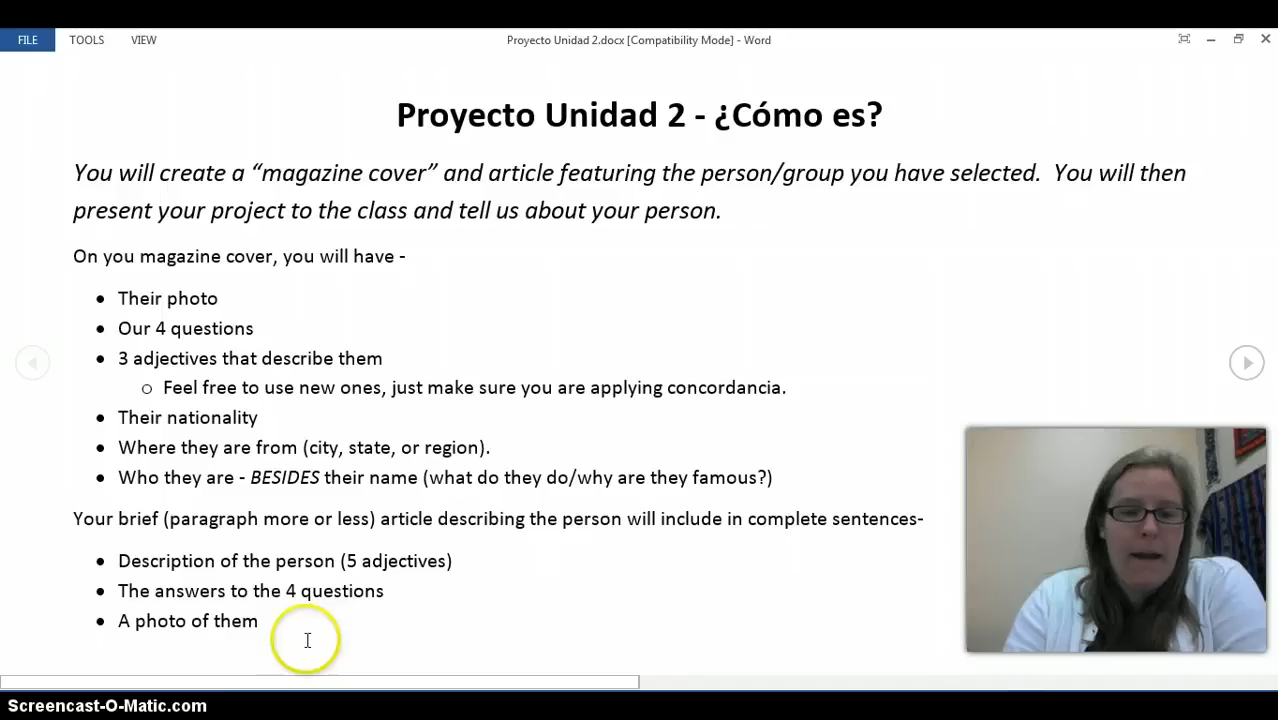 FILE TOOLS VIEW Proyecto Unidad 2.docx [Compatibility Mode] - Word
Proyecto Unidad 2 - ¿Cómo es?
You will create a “magazine cover” and article featuring the person/group you have selected.  You will then
present your project to the class and tell us about your person.
On you magazine cover, you will have -
• Their photo
• Our 4 questions
• 3 adjectives that describe them
o Feel free to use new ones, just make sure you are applying concordancia.
• Their nationality
• Where they are from (city, state, or region).
• Who they are - BESIDES their name (what do they do/why are they famous?)
Your brief (paragraph more or less) article describing the person will include in complete sentences-
• Description of the person (5 adjectives)
• The answers to the 4 questions
• A photo of them
Screencast-O-Matic.com